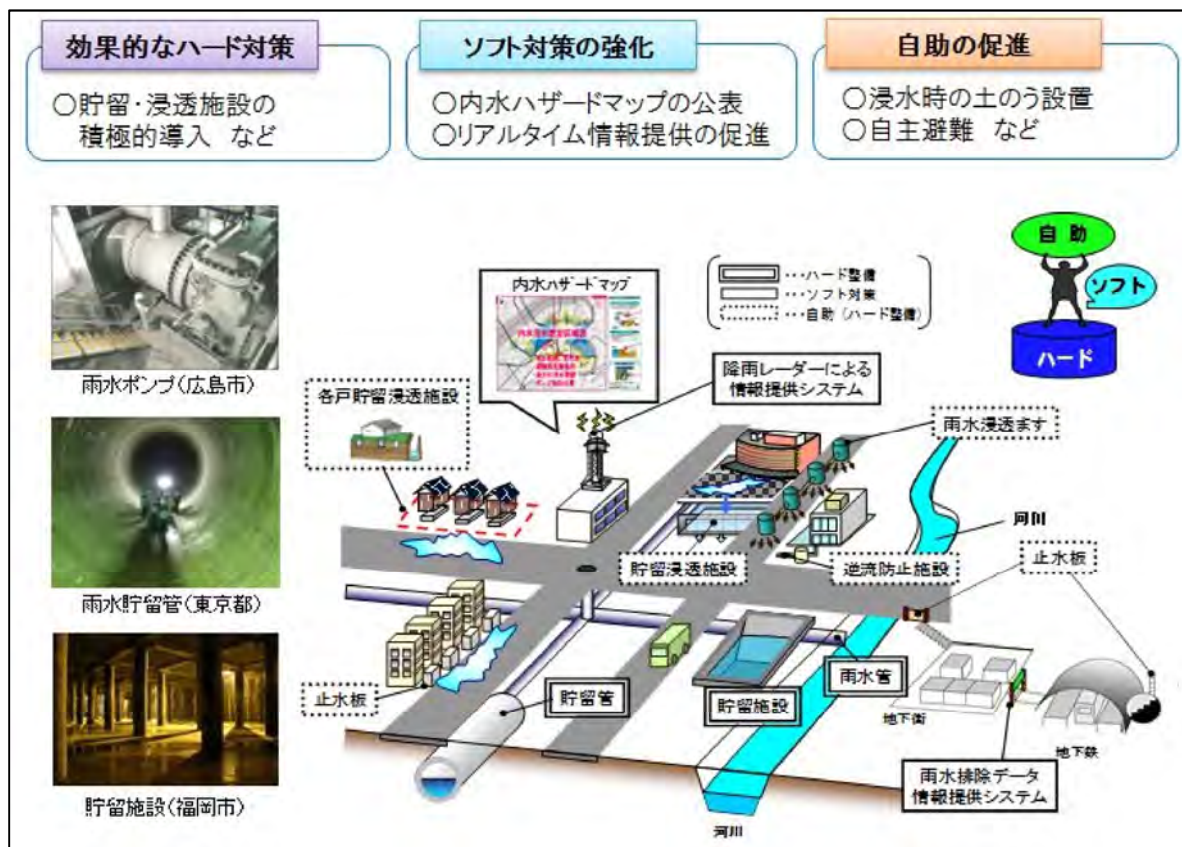 効果的なハード対策
○貯留・浸透施設の
積極的導入 など
ソフト対策の強化
○内水ハザードマップの公表
○リアルタイム情報提供の促進
自助の促進
○浸水時の土のう設置
○自主避難 など
雨水ポンプ(広島市)
雨水貯留管(東京都)
貯留施設(福岡市)
内水ハザードマップ
・・・ハード整備
・・・ソフト対策
・・・自助(ハード整備)
自助
ソフト
ハード
各戸貯留浸透施設
降雨レーダーによる
情報提供システム
雨水浸透ます
河川
止水板
貯留浸透施設
逆流防止施設
雨水管
止水板
貯留管
貯留施設
地下街
地下鉄
雨水排除データ
情報提供システム
河川